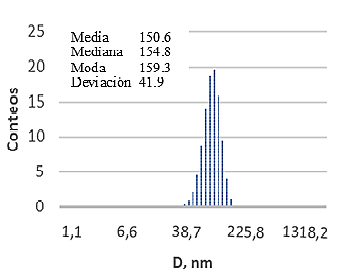 25
20
15
10
5
0
Conteos
Media 150.6
Mediana 154.8
Moda 159.3
Deviación 41.9
1,1 6,6 38,7 225,8 1318,2
D, nm